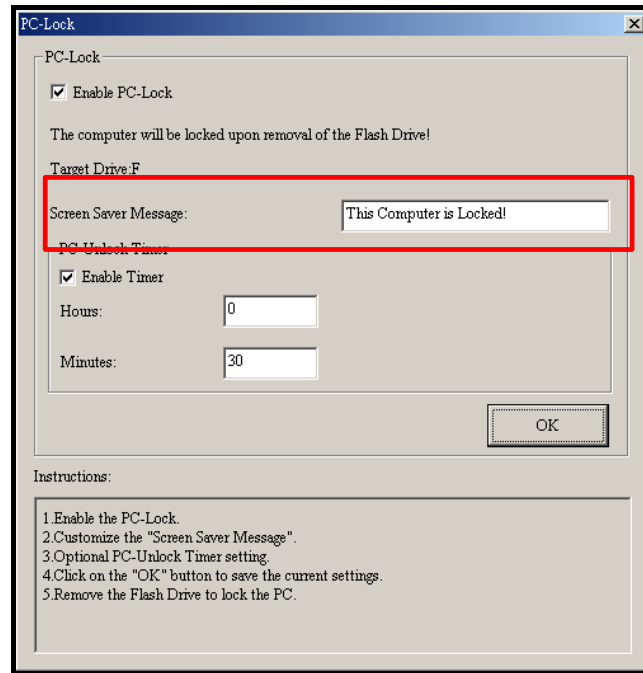 PC-Lock
PC-Lock
Enable PC-Lock
The computer will be locked upon removal of the Flash Drive!
Target Drive:F
Screen Saver Message: This Computer is Locked!
PC-Unlock Timer
Enable Timer
Hours: 0
Minutes: 30
OK
Instructions:
1.Enable the PC-Lock.
2.Customize the "Screen Saver Message".
3.Optional PC-Unlock Timer setting.
4.Click on the "OK" button to save the current settings.
5.Remove the Flash Drive to lock the PC.